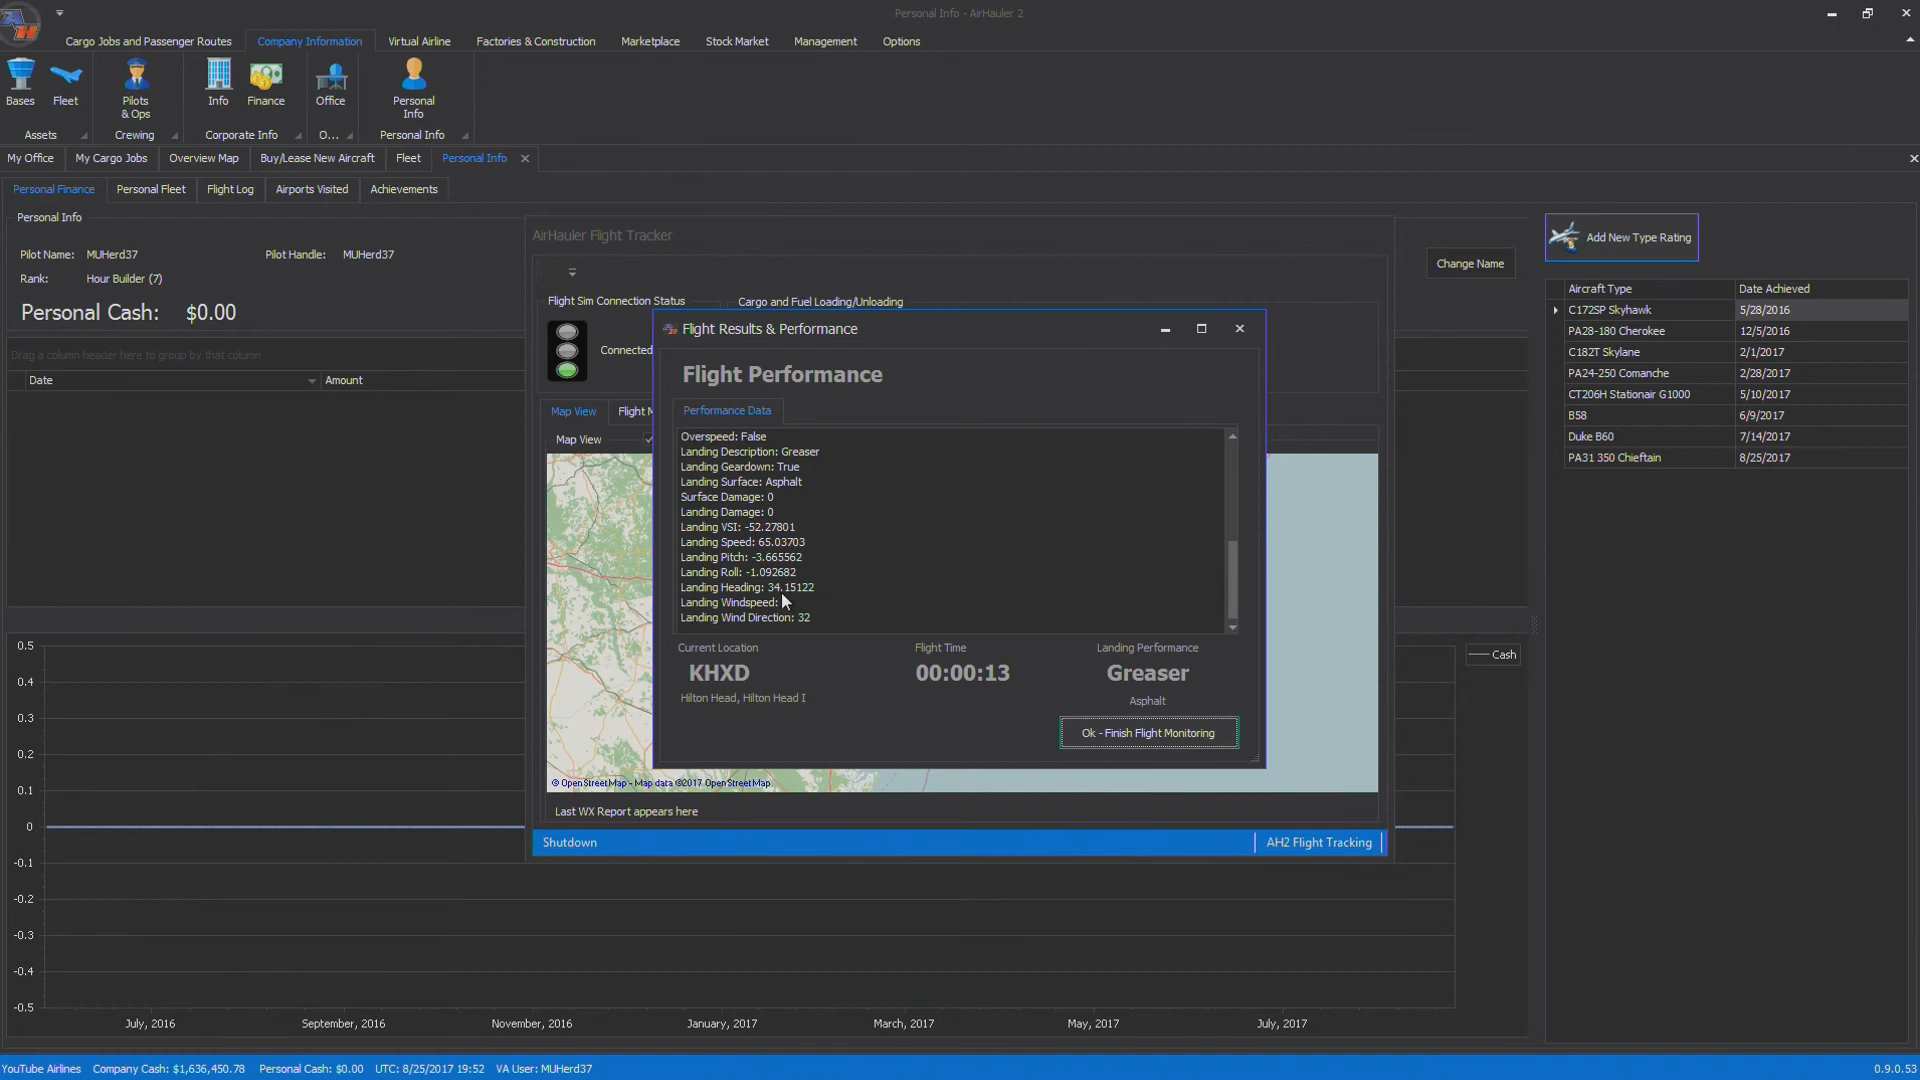 Personal Info - AirHauler 2
Cargo Jobs and Passenger Routes
Company Information
Virtual Airline
Factories & Construction
Marketplace
Stock Market
Management
Options
Bases
Fleet
Pilots & Ops
Info
Finance
Office
Personal Info
Assets
Crewing
Corporate Info
O...
Personal Info
My Office
My Cargo Jobs
Overview Map
Buy/Lease New Aircraft
Fleet
Personal Info
Personal Finance
Personal Fleet
Flight Log
Airports Visited
Achievements
Personal Info
Pilot Name: MUHerd37
Pilot Handle: MUHerd37
Rank: Hour Builder (7)
Personal Cash: $0.00
Change Name
Add New Type Rating
Drag a column header here to group by that column
Date
Amount
Aircraft Type
Date Achieved
C172SP Skyhawk 5/28/2016
PA28-180 Cherokee 12/5/2016
C182T Skylane 2/1/2017
PA24-250 Comanche 2/28/2017
CT206H Stationair G1000 5/10/2017
B58 6/9/2017
Duke B60 7/14/2017
PA31 350 Chieftain 8/25/2017
AirHauler Flight Tracker
Flight Sim Connection Status
Cargo and Fuel Loading/Unloading
Connected
Map View
Flight M
Map View
Flight Results & Performance
Flight Performance
Performance Data
Overspeed: False
Landing Description: Greaser
Landing Geardown: True
Landing Surface: Asphalt
Surface Damage: 0
Landing Damage: 0
Landing VSI: -52.27801
Landing Speed: 65.03703
Landing Pitch: -3.665562
Landing Roll: -1.092682
Landing Heading: 34.15122
Landing Windspeed:
Landing Wind Direction: 32
Current Location
KHXD
Hilton Head, Hilton Head I
Flight Time
00:00:13
Landing Performance
Greaser
Asphalt
Ok - Finish Flight Monitoring
© OpenStreetMap - Map data ©2017 OpenStreetMap
Last WX Report appears here
Shutdown
AH2 Flight Tracking
Cash
0.5
0.4
0.3
0.2
0.1
0
-0.1
-0.2
-0.3
-0.4
-0.5
July, 2016
September, 2016
November, 2016
January, 2017
March, 2017
May, 2017
July, 2017
YouTube Airlines
Company Cash: $1,636,450.78
Personal Cash: $0.00
UTC: 8/25/2017 19:52
VA User: MUHerd37
0.9.0.53